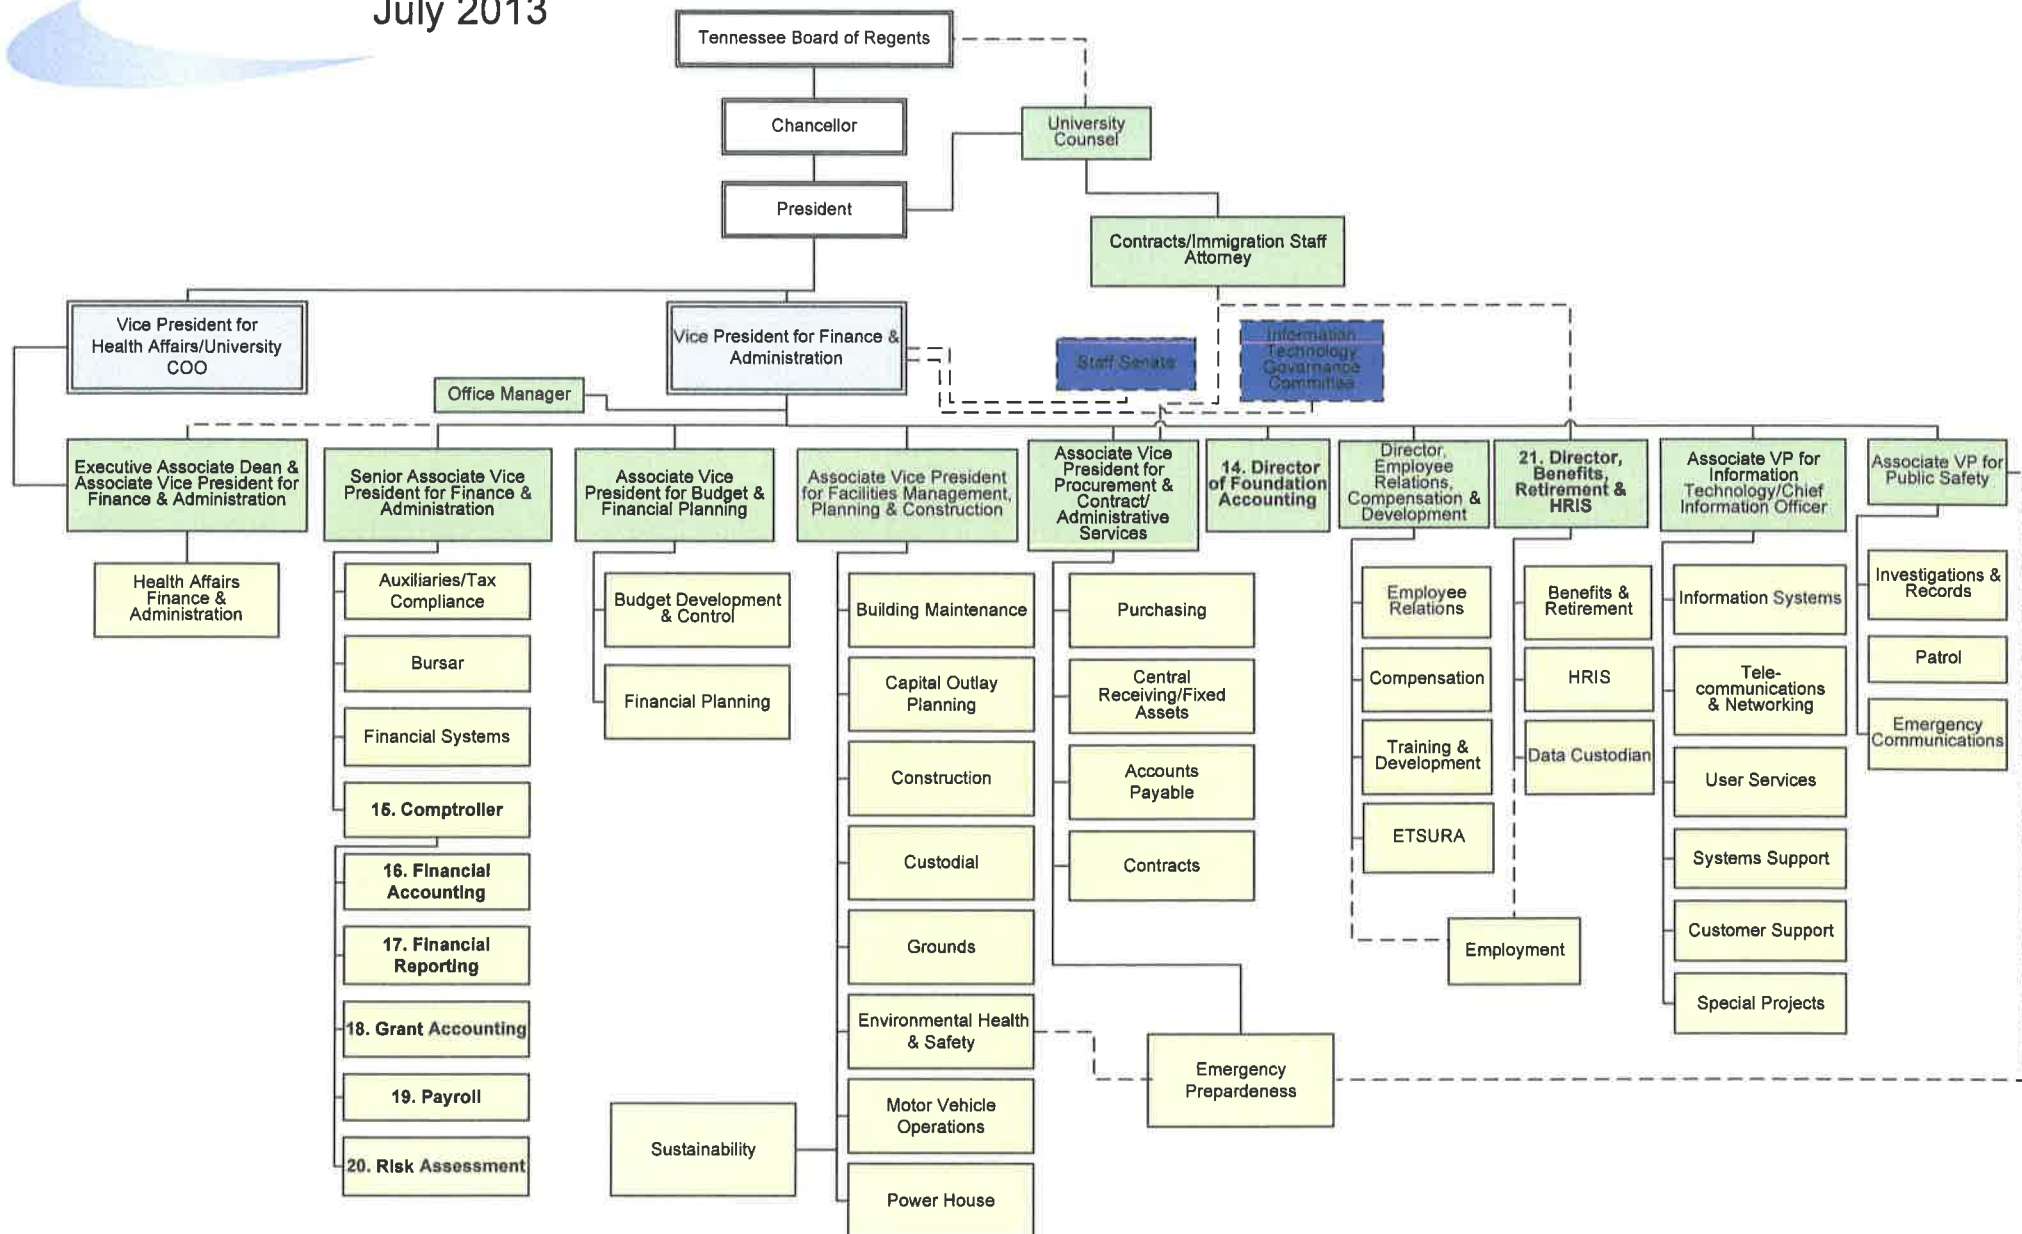 July 2013
Tennessee Board of Regents
Chancellor
University
Counsel
President
Contracts/Immigration Staff
Attorney
Vice President for
Health Affairs/University
COO
Vice President for Finance &
Administration
Staff Senate
Information
Technology
Governance
Committee
Office Manager
Executive Associate Dean &
Associate Vice President for
Finance & Administration
Senior Associate Vice
President for Finance &
Administration
Associate Vice
President for Budget &
Financial Planning
Associate Vice President
for Facilities Management,
Planning & Construction
Associate Vice
President for
Procurement &
Contract/
Administrative
Services
14. Director
of Foundation
Accounting
Director,
Employee
Relations,
Compensation &
Development
21. Director,
Benefits,
Retirement &
HRIS
Associate VP for
Information
Technology/Chief
Information Officer
Associate VP for
Public Safety
Health Affairs
Finance &
Administration
Auxiliaries/Tax
Compliance
Bursar
Financial Systems
15. Comptroller
16. Financial
Accounting
17. Financial
Reporting
18. Grant Accounting
19. Payroll
20. Risk Assessment
Budget Development
& Control
Financial Planning
Building Maintenance
Capital Outlay
Planning
Construction
Custodial
Grounds
Environmental Health
& Safety
Motor Vehicle
Operations
Power House
Sustainability
Purchasing
Central
Receiving/Fixed
Assets
Accounts
Payable
Contracts
Emergency
Prepardeness
Employee
Relations
Compensation
Training &
Development
ETSURA
Benefits &
Retirement
HRIS
Data Custodian
Employment
Information Systems
Tele-
communications
& Networking
User Services
Systems Support
Customer Support
Special Projects
Investigations &
Records
Patrol
Emergency
Communications